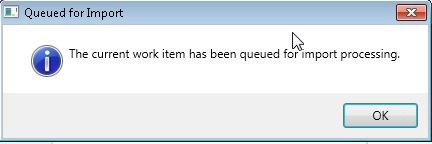 Queued for Import
The current work item has been queued for import processing.
OK